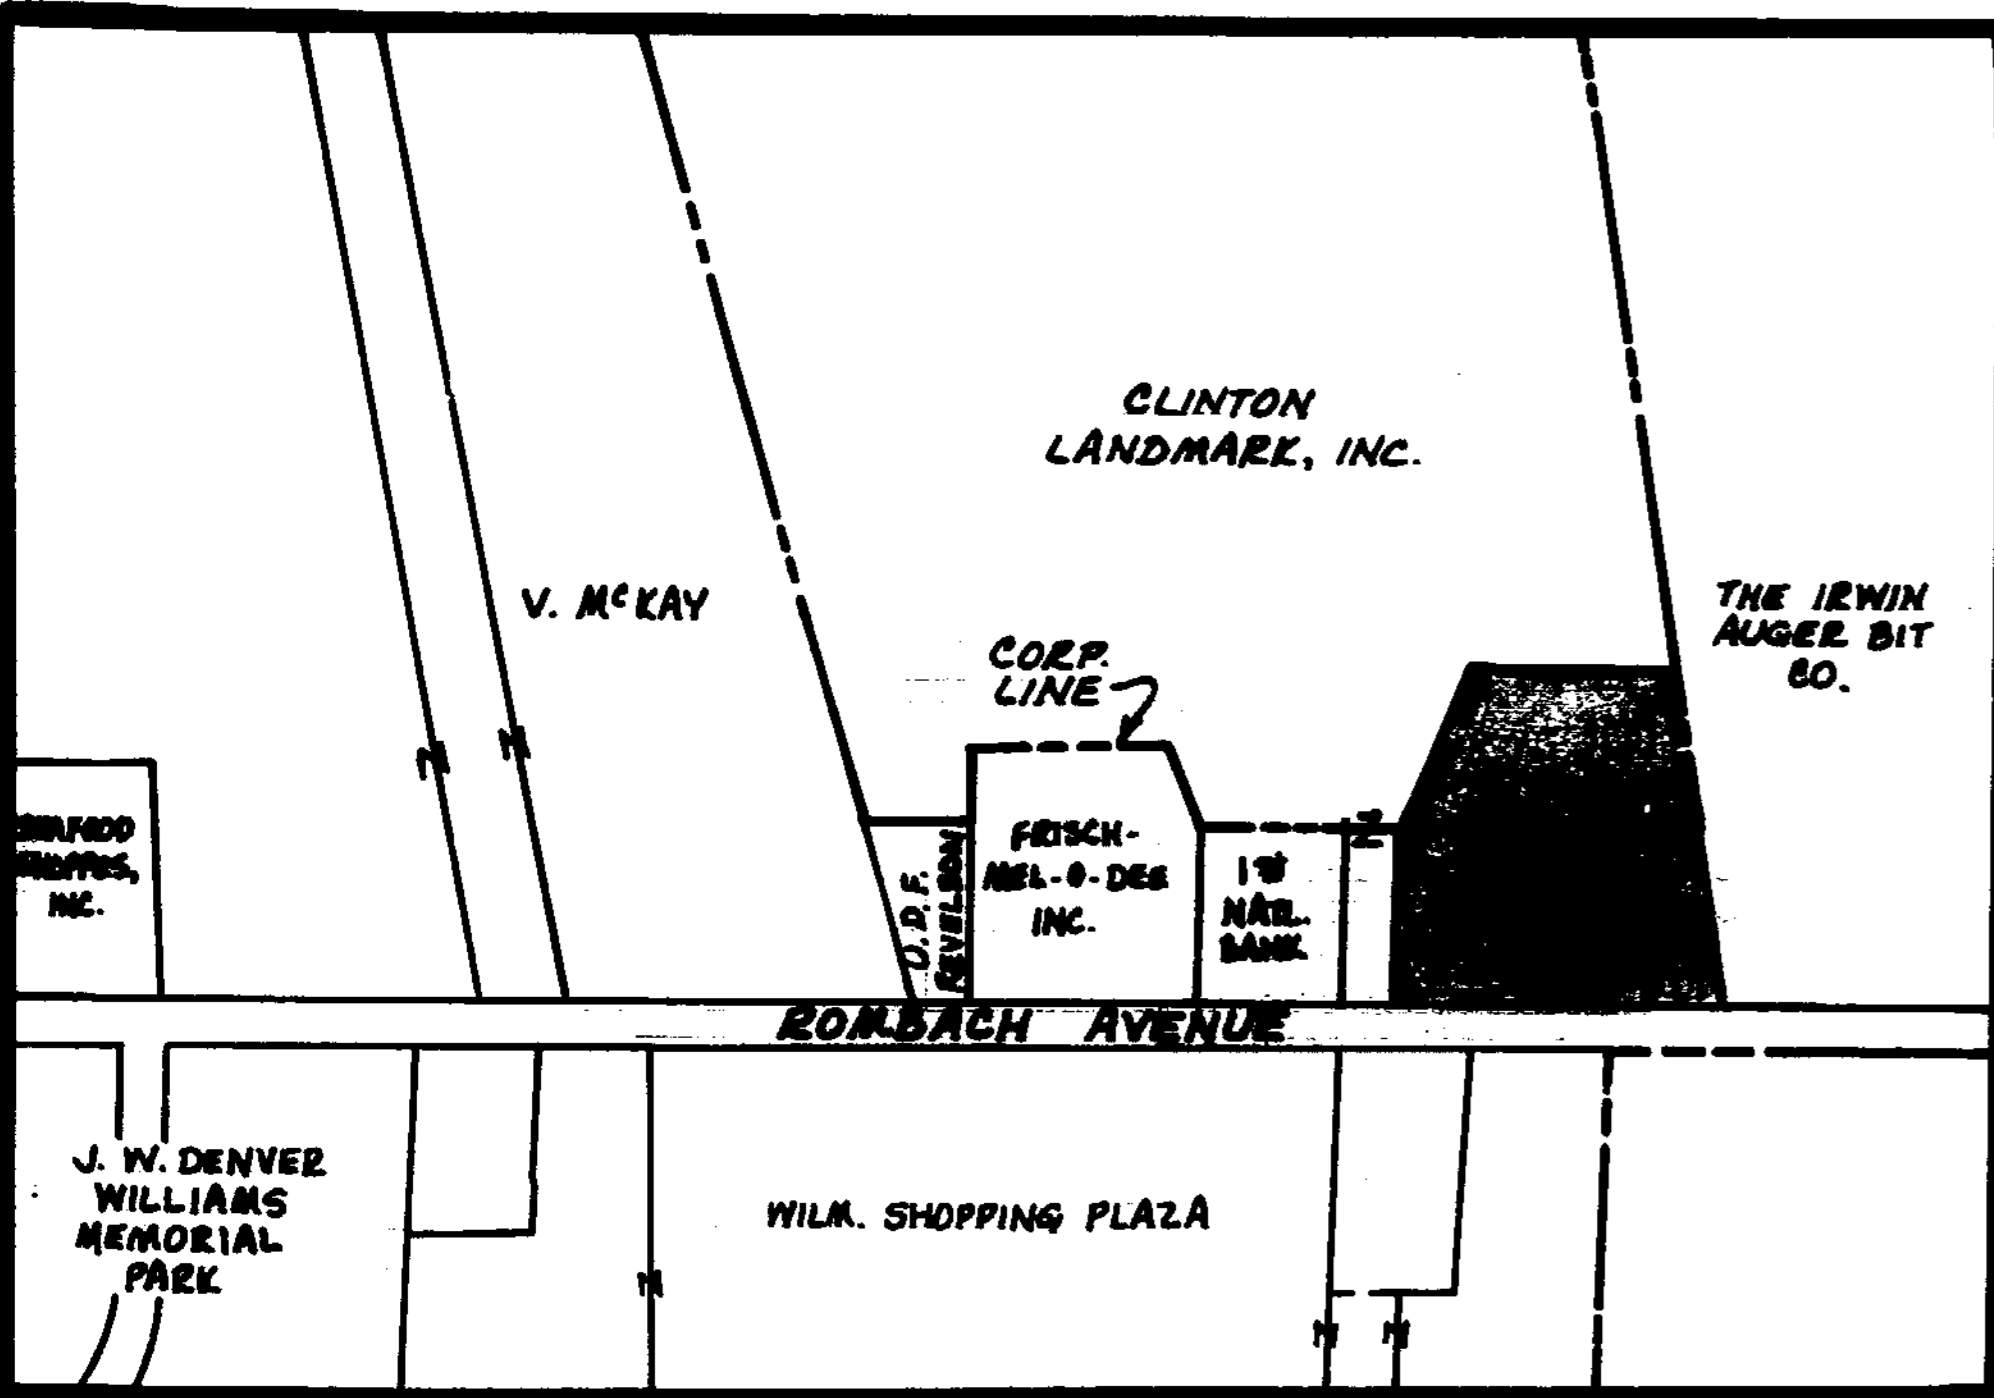 CLINTON
LANDMARK, INC.
V. McKAY
THE IRWIN
AUGER BIT
CO.
CORP.
LINE
INC.
U.D.F.
REVELSON
FRISCH-
MEL-O-DEE
INC.
1ST
NATL.
BANK
ROMBACH AVENUE
J. W. DENVER
WILLIAMS
MEMORIAL
PARK
WILM. SHOPPING PLAZA